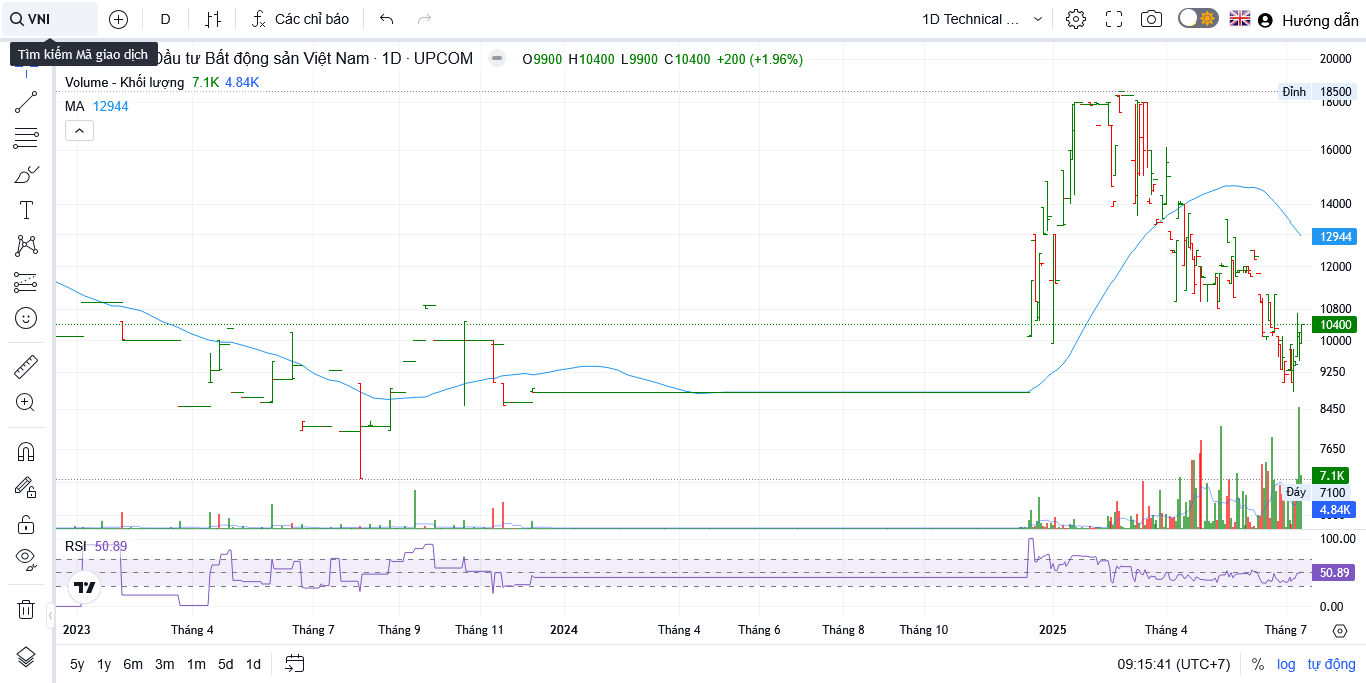 VNI
D
Các chỉ báo
1D Technical ...
Hướng dẫn
Tìm kiếm Mã giao dịch
Đầu tư Bất động sản Việt Nam · 1D · UPCOM
O9900 H10400 L9900 C10400 +200 (+1.96%)
Volume - Khối lượng 7.1K 4.84K
MA 12944
20000
Đỉnh 18500
18000
16000
14000
12944
12000
10800
10400
10000
9250
8450
7650
7.1K
Đáy 7100
4.84K
RSI 50.89
100.00
50.89
0.00
2023 Tháng 4 Tháng 7 Tháng 9 Tháng 11 2024 Tháng 4 Tháng 6 Tháng 8 Tháng 10 2025 Tháng 4 Tháng 7
5y 1y 6m 3m 1m 5d 1d
09:15:41 (UTC+7) % log tự động